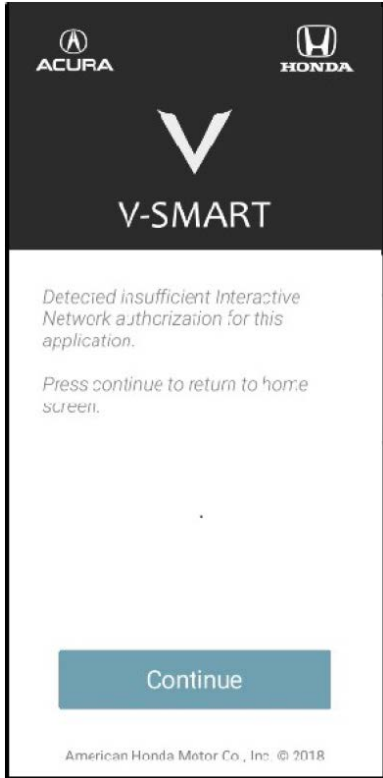 ACURA
HONDA
V-SMART
Detected insufficient Interactive
Network authorization for this
application.
Press continue to return to home
screen.
Continue
American Honda Motor Co., Inc. © 2018